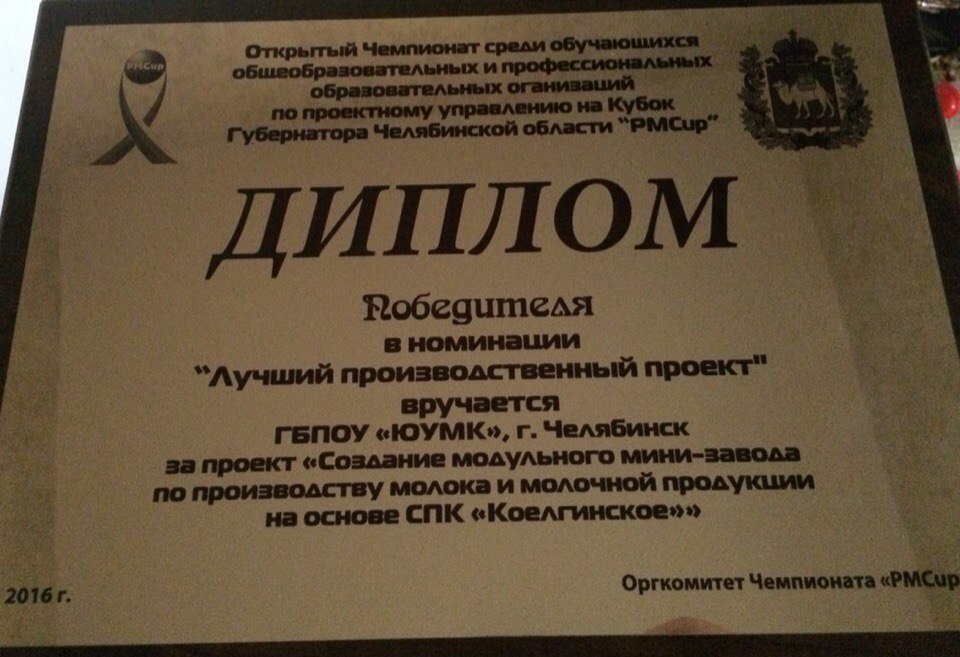 PMCup
Открытый Чемпионат среди обучающихся
общеобразовательных и профессиональных
образовательных оганизаций
по проектному управлению на Кубок
Губернатора Челябинской области "PMCup"
ДИПЛОМ
Победителя
в номинации
"Лучший производственный проект"
вручается
ГБПОУ «ЮУМК», г. Челябинск
за проект «Создание модульного мини-завода
по производству молока и молочной продукции
на основе СПК «Коелгинское»»
2016 г.
Оргкомитет Чемпионата «PMCup